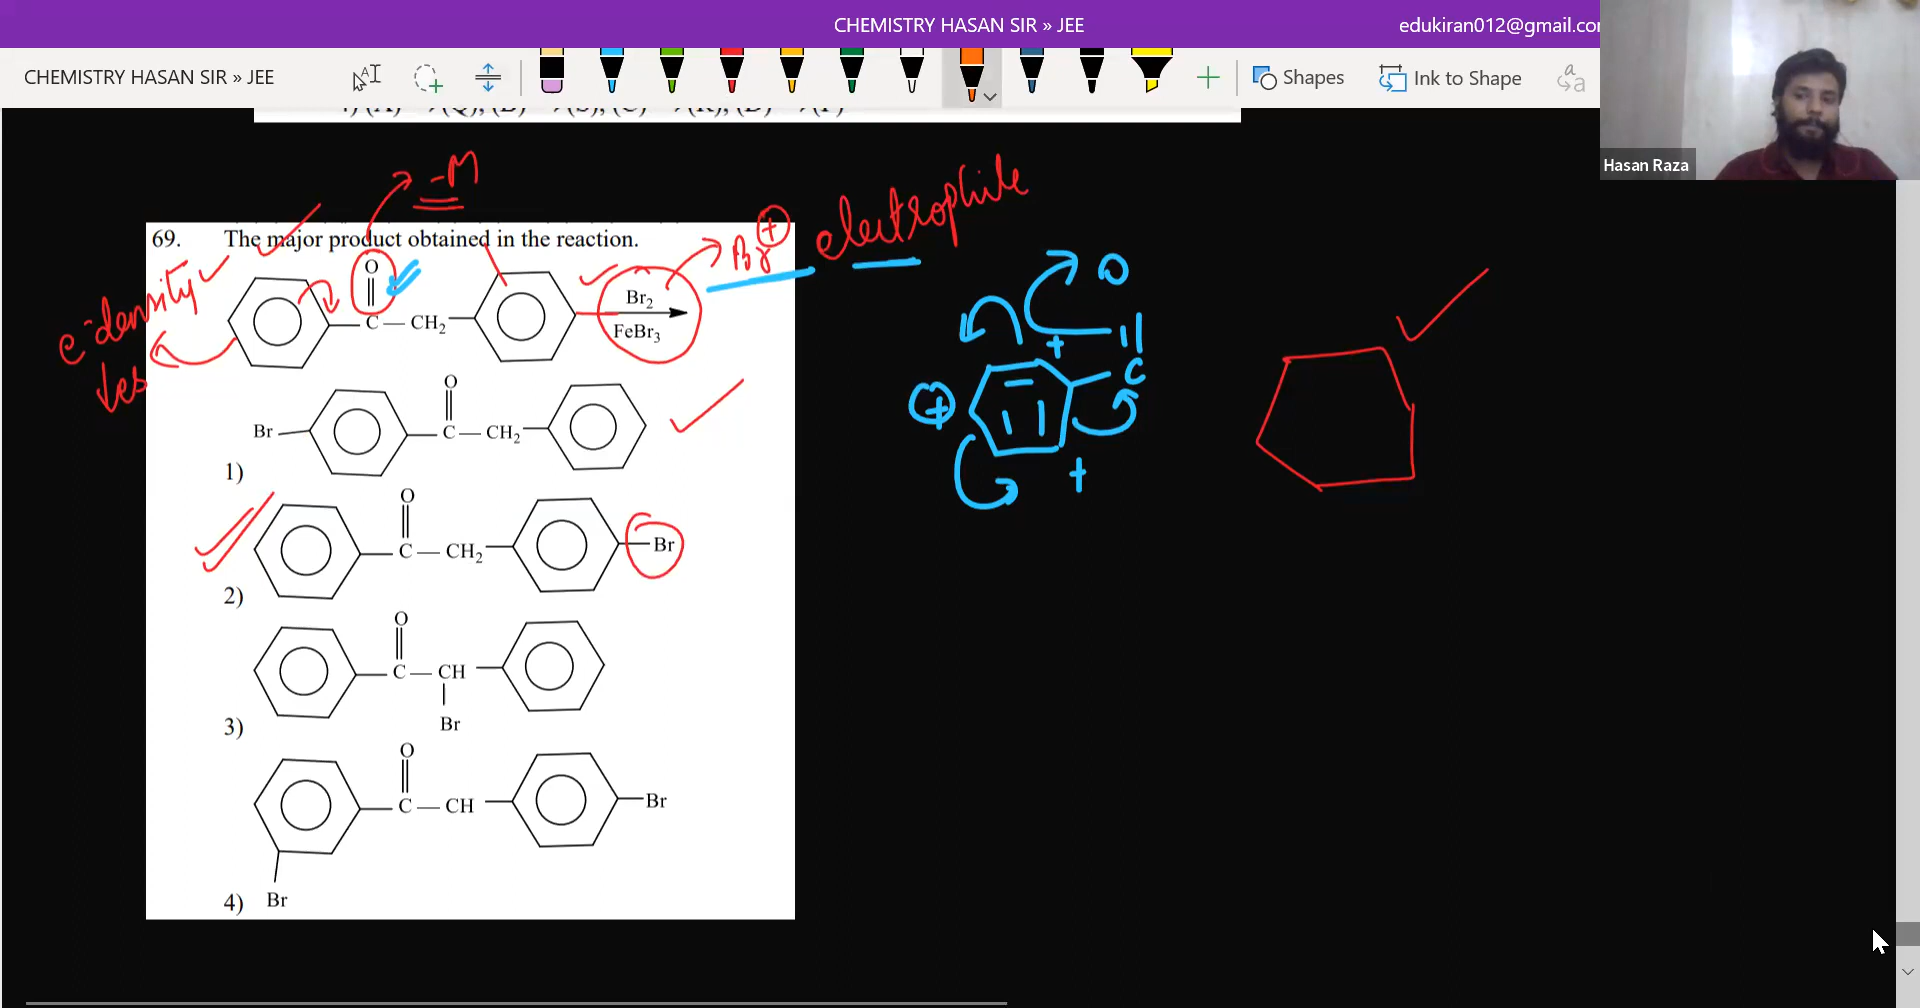 CHEMISTRY HASAN SIR » JEE
edukiran012@gmail.co
CHEMISTRY HASAN SIR » JEE
Shapes
Ink to Shape
Hasan Raza
-M
Br + electrophile
69. The major product obtained in the reaction.
e- density
les
O
C — CH2
Br2
FeBr3
O
Br
C — CH2
1)
O
C — CH2
Br
2)
O
C — CH
Br
3)
O
C — CH
Br
4) Br
O
+
C
+
+